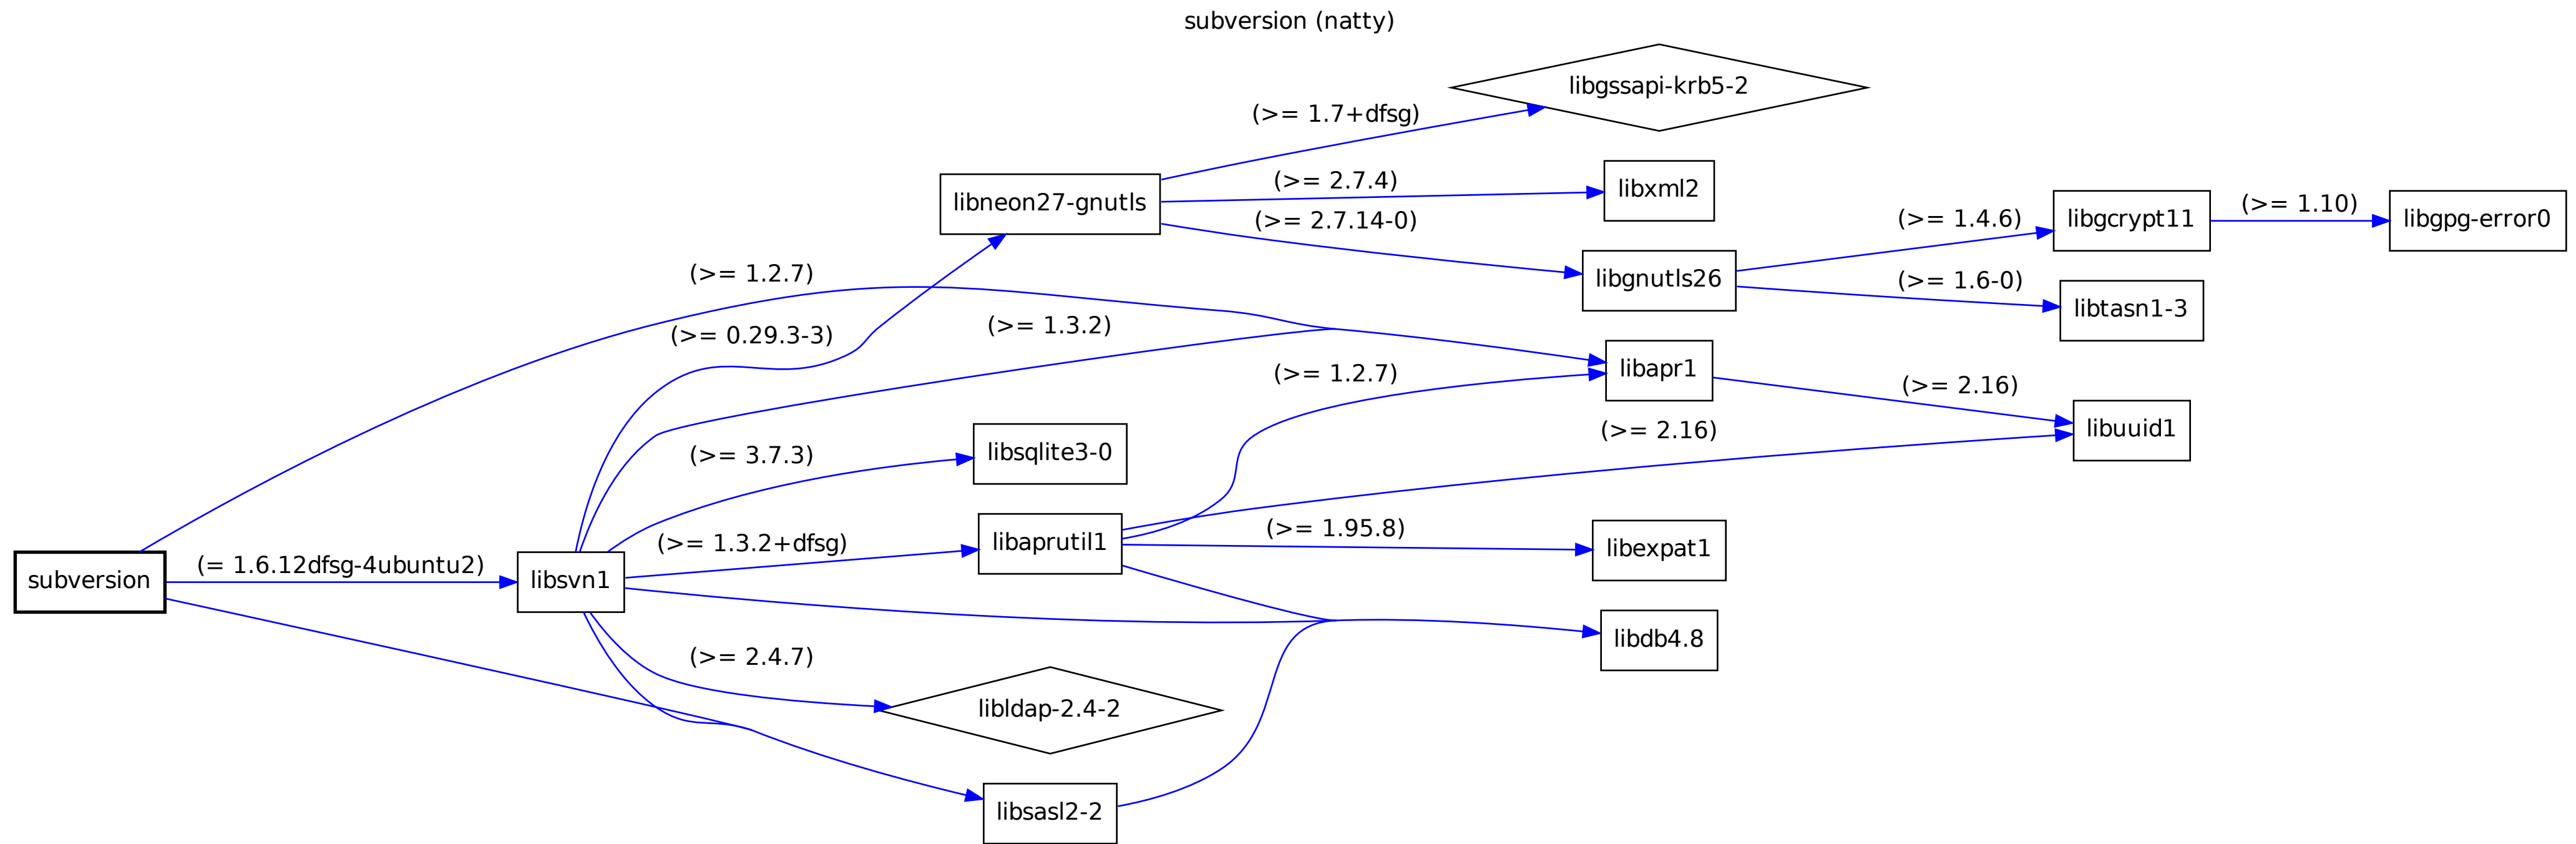 subversion (natty)
libgssapi-krb5-2
(>= 1.7+dfsg)
libneon27-gnutls
(>= 2.7.4)
libxml2
(>= 2.7.14-0)
libgnutls26
(>= 1.4.6)
libgcrypt11
(>= 1.10)
libgpg-error0
(>= 1.6-0)
libtasn1-3
(>= 1.2.7)
(>= 0.29.3-3)
(>= 1.3.2)
(>= 1.2.7)
libapr1
(>= 2.16)
libuuid1
(>= 2.16)
(>= 3.7.3)
libsqlite3-0
(>= 1.3.2+dfsg)
libaprutil1
(>= 1.95.8)
libexpat1
subversion
(= 1.6.12dfsg-4ubuntu2)
libsvn1
libdb4.8
(>= 2.4.7)
libldap-2.4-2
libsasl2-2